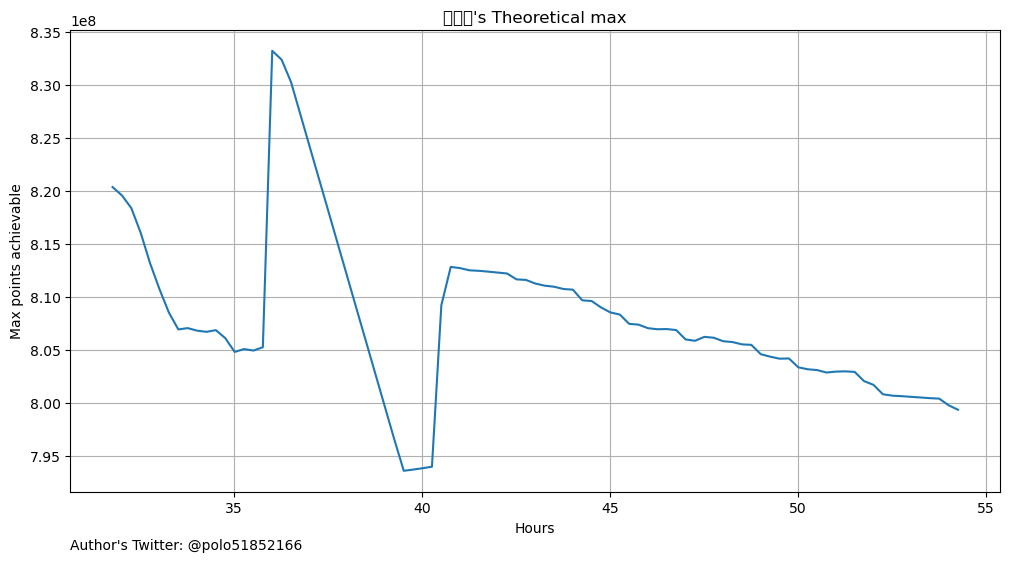 's Theoretical max
1e8
8.35
8.30
8.25
8.20
8.15
8.10
8.05
8.00
7.95
Max points achievable
35
40
45
50
55
Hours
Author's Twitter: @polo51852166